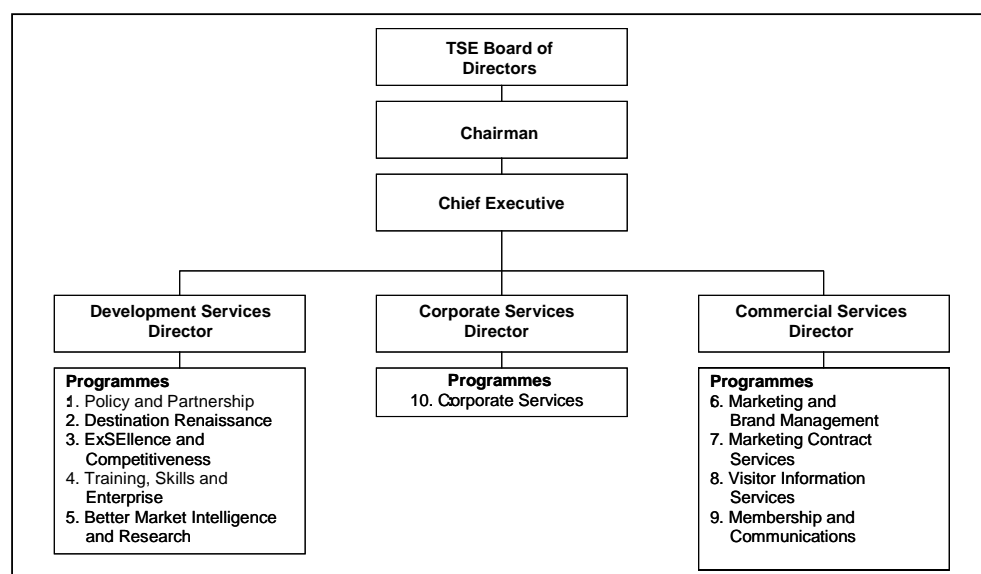 TSE Board of
Directors
Chairman
Chief Executive
Development Services
Director
Corporate Services
Director
Commercial Services
Director
Programmes
1. Policy and Partnership
2. Destination Renaissance
3. ExSEllence and
Competitiveness
4. Training, Skills and
Enterprise
5. Better Market Intelligence
and Research
Programmes
10. Corporate Services
Programmes
6. Marketing and
Brand Management
7. Marketing Contract
Services
8. Visitor Information
Services
9. Membership and
Communications